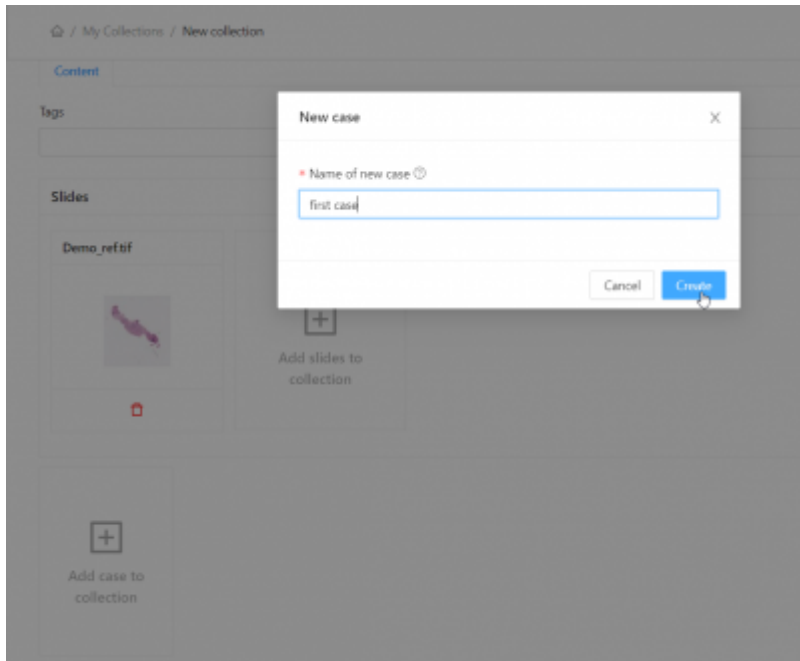 / My Collections / New collection
Content
Tags
New case
* Name of new case
first case
Cancel Create
Slides
Demo_ref.tif
Add slides to
collection
Add case to
collection